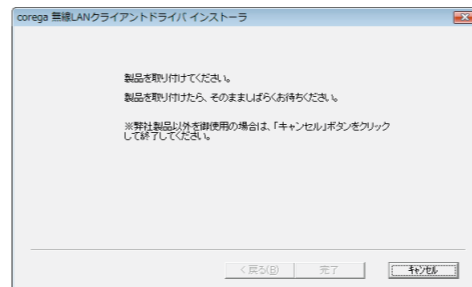 corega 無線LANクライアントドライバ インストーラ
製品を取り付けてください。
製品を取り付けたら、そのまましばらくお待ちください。
※弊社製品以外を御使用の場合は、「キャンセル」ボタンをクリック
して終了してください。
< 戻る(B) 完了 キャンセル